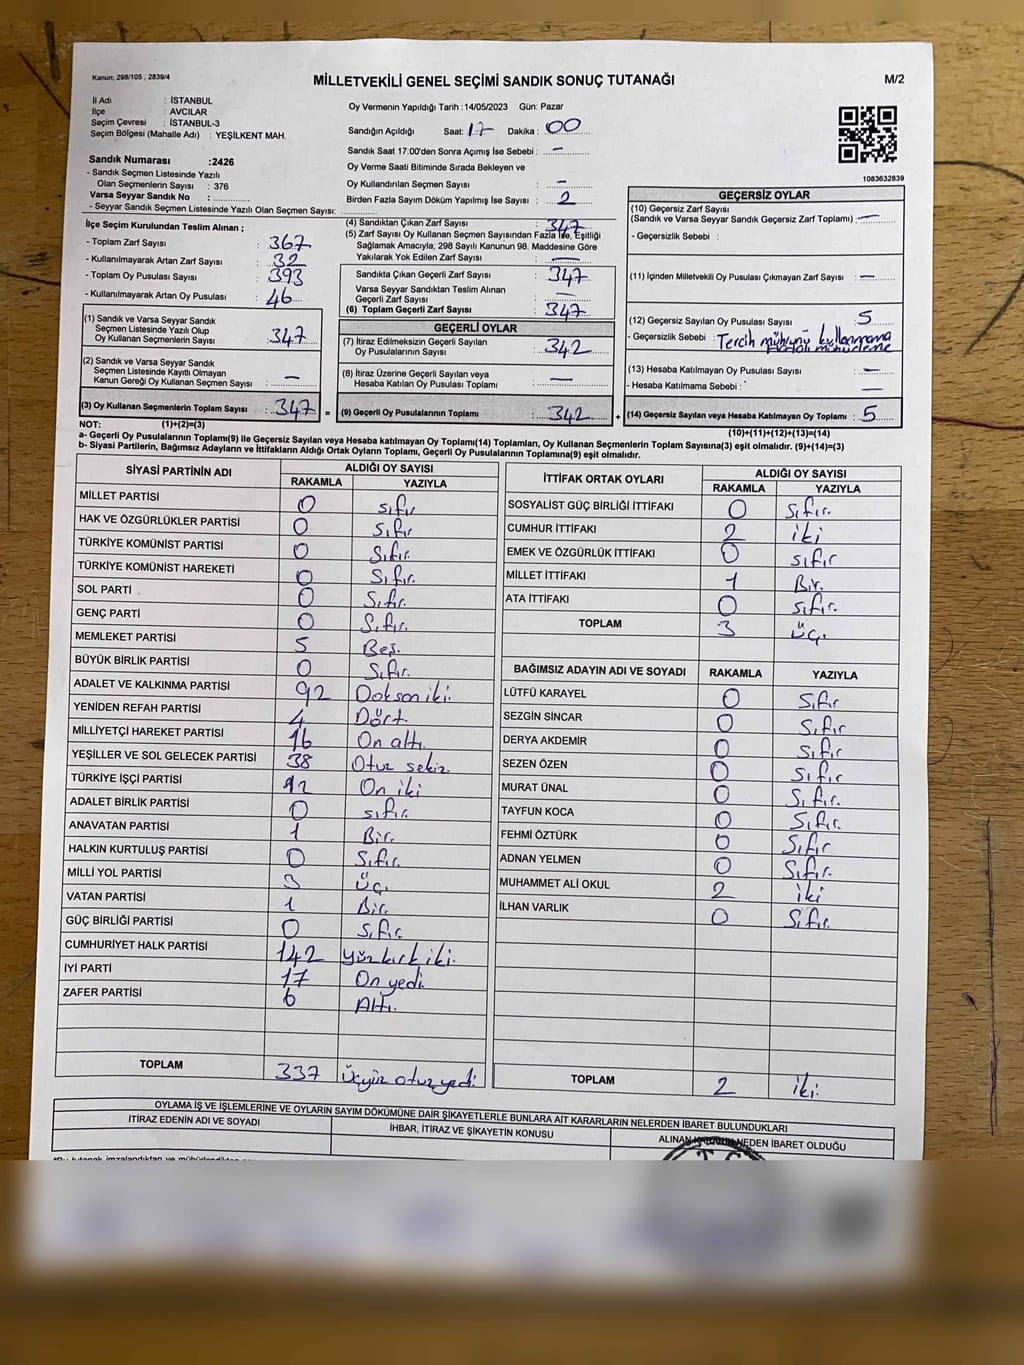 Kanun; 298/105 , 2839/4
MİLLETVEKİLİ GENEL SEÇİMİ SANDIK SONUÇ TUTANAĞI
M/2
İl Adı : İSTANBUL
İlçe : AVCILAR
Seçim Çevresi : İSTANBUL-3
Seçim Bölgesi (Mahalle Adı) : YEŞİLKENT MAH.
Sandık Numarası :2426
- Sandık Seçmen Listesinde Yazılı
Olan Seçmenlerin Sayısı : 376
Varsa Seyyar Sandık No :
- Seyyar Sandık Seçmen Listesinde Yazılı Olan Seçmen Sayısı:
Oy Vermenin Yapıldığı Tarih :14/05/2023 Gün: Pazar
Sandığın Açıldığı Saat: 17 Dakika : 00
Sandık Saat 17:00'den Sonra Açımış İse Sebebi : —
Oy Verme Saati Bitiminde Sırada Bekleyen ve
Oy Kullandırılan Seçmen Sayısı : —
Birden Fazla Sayım Döküm Yapılmış İse Sayısı : 2
1083632839
İlçe Seçim Kurulundan Teslim Alınan ;
- Toplam Zarf Sayısı : 367
- Kullanılmayarak Artan Zarf Sayısı : 32
- Toplam Oy Pusulası Sayısı : 393
- Kullanılmayarak Artan Oy Pusulası : 46
(1) Sandık ve Varsa Seyyar Sandık
Seçmen Listesinde Yazılı Olup
Oy Kullanan Seçmenlerin Sayısı : 347
(2) Sandık ve Varsa Seyyar Sandık
Seçmen Listesinde Kayıtlı Olmayan
Kanun Gereği Oy Kullanan Seçmen Sayısı : —
(3) Oy Kullanan Seçmenlerin Toplam Sayısı : 347 =
(1)+(2)=(3)
(4) Sandıktan Çıkan Zarf Sayısı : 347
(5) Zarf Sayısı Oy Kullanan Seçmen Sayısından Fazla İse, Eşitliği
Sağlamak Amacıyla; 298 Sayılı Kanunun 98. Maddesine Göre
Yakılarak Yok Edilen Zarf Sayısı : —
Sandıkta Çıkan Geçerli Zarf Sayısı : 347
Varsa Seyyar Sandıktan Teslim Alınan
Geçerli Zarf Sayısı : —
(6) Toplam Geçerli Zarf Sayısı : 347
GEÇERLİ OYLAR
(7) İtiraz Edilmeksizin Geçerli Sayılan
Oy Pusulalarının Sayısı : 342
(8) İtiraz Üzerine Geçerli Sayılan veya
Hesaba Katılan Oy Pusulası Toplamı : —
(9) Geçerli Oy Pusulalarının Toplamı : 342 +
GEÇERSİZ OYLAR
(10) Geçersiz Zarf Sayısı
(Sandık ve Varsa Seyyar Sandık Geçersiz Zarf Toplamı) : —
- Geçersizlik Sebebi :
(11) İçinden Milletvekili Oy Pusulası Çıkmayan Zarf Sayısı : —
(12) Geçersiz Sayılan Oy Pusulası Sayısı : 5
- Geçersizlik Sebebi : Tercih mühürü kullanmama
(13) Hesaba Katılmayan Oy Pusulası Sayısı : —
- Hesaba Katılmama Sebebi : —
(14) Geçersiz Sayılan veya Hesaba Katılmayan Oy Toplamı : 5
(10)+(11)+(12)+(13)=(14)
NOT:
a- Geçerli Oy Pusulalarının Toplamı(9) ile Geçersiz Sayılan veya Hesaba katılmayan Oy Toplamı(14) Toplamları, Oy Kullanan Seçmenlerin Toplam Sayısına(3) eşit olmalıdır. (9)+(14)=(3)
b- Siyasi Partilerin, Bağımsız Adayların ve İttifakların Aldığı Ortak Oyların Toplamı, Geçerli Oy Pusulalarının Toplamına(9) eşit olmalıdır.
SİYASİ PARTİNİN ADI ALDIĞI OY SAYISI
RAKAMLA YAZIYLA
MİLLET PARTİSİ 0 sıfır
HAK VE ÖZGÜRLÜKLER PARTİSİ 0 sıfır
TÜRKİYE KOMÜNİST PARTİSİ 0 Sıfır.
TÜRKİYE KOMÜNİST HAREKETİ 0 Sıfır.
SOL PARTİ 0 Sıfır.
GENÇ PARTİ 0 Sıfır.
MEMLEKET PARTİSİ 5 Beş.
BÜYÜK BİRLİK PARTİSİ 0 Sıfır.
ADALET VE KALKINMA PARTİSİ 92 Doksan iki.
YENİDEN REFAH PARTİSİ 4 Dört.
MİLLİYETÇİ HAREKET PARTİSİ 16 On altı.
YEŞİLLER VE SOL GELECEK PARTİSİ 38 Otuz sekiz.
TÜRKİYE İŞÇİ PARTİSİ 12 On iki
ADALET BİRLİK PARTİSİ 0 sıfır.
ANAVATAN PARTİSİ 1 Bir.
HALKIN KURTULUŞ PARTİSİ 0 Sıfır.
MİLLİ YOL PARTİSİ 3 üç.
VATAN PARTİSİ 1 Bir.
GÜÇ BİRLİĞİ PARTİSİ 0 sıfır.
CUMHURİYET HALK PARTİSİ 142 yüz kırk iki.
İYİ PARTİ 17 On yedi.
ZAFER PARTİSİ 6 Altı.
TOPLAM 337 üçyüz otuz yedi.
İTTİFAK ORTAK OYLARI ALDIĞI OY SAYISI
RAKAMLA YAZIYLA
SOSYALİST GÜÇ BİRLİĞİ İTTİFAKI 0 Sıfır.
CUMHUR İTTİFAKI 2 iki
EMEK VE ÖZGÜRLÜK İTTİFAKI 0 sıfır
MİLLET İTTİFAKI 1 Bir.
ATA İTTİFAKI 0 sıfır.
TOPLAM 3 üç.
BAĞIMSIZ ADAYIN ADI VE SOYADI RAKAMLA YAZIYLA
LÜTFÜ KARAYEL 0 Sıfır
SEZGİN SİNCAR 0 Sıfır
DERYA AKDEMİR 0 Sıfır
SEZEN ÖZEN 0 Sıfır
MURAT ÜNAL 0 Sıfır.
TAYFUN KOCA 0 Sıfır.
FEHMİ ÖZTÜRK 0 Sıfır
ADNAN YELMEN 0 Sıfır.
MUHAMMET ALİ OKUL 2 iki
İLHAN VARLIK 0 Sıfır.
TOPLAM 2 iki.
OYLAMA İŞ VE İŞLEMLERİNE VE OYLARIN SAYIM DÖKÜMÜNE DAİR ŞİKAYETLERLE BUNLARA AİT KARARLARIN NELERDEN İBARET BULUNDUKLARI
İTİRAZ EDENİN ADI VE SOYADI İHBAR, İTİRAZ VE ŞİKAYETİN KONUSU ALINAN KARARIN NEDEN İBARET OLDUĞU
T.C.